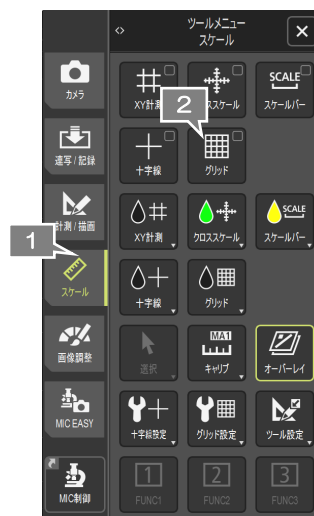 ツールメニュー
スケール
カメラ
連写/記録
計測/描画
1
スケール
画像調整
MIC EASY
MIC制御
XY計測
2
ススケール
SCALE
スケールバー
十字線
グリッド
XY計測
クロススケール
SCALE
スケールバー
十字線
グリッド
選択
MA1
キャリブ
オーバーレイ
十字線設定
グリッド設定
ツール設定
1
FUNC1
2
FUNC2
3
FUNC3